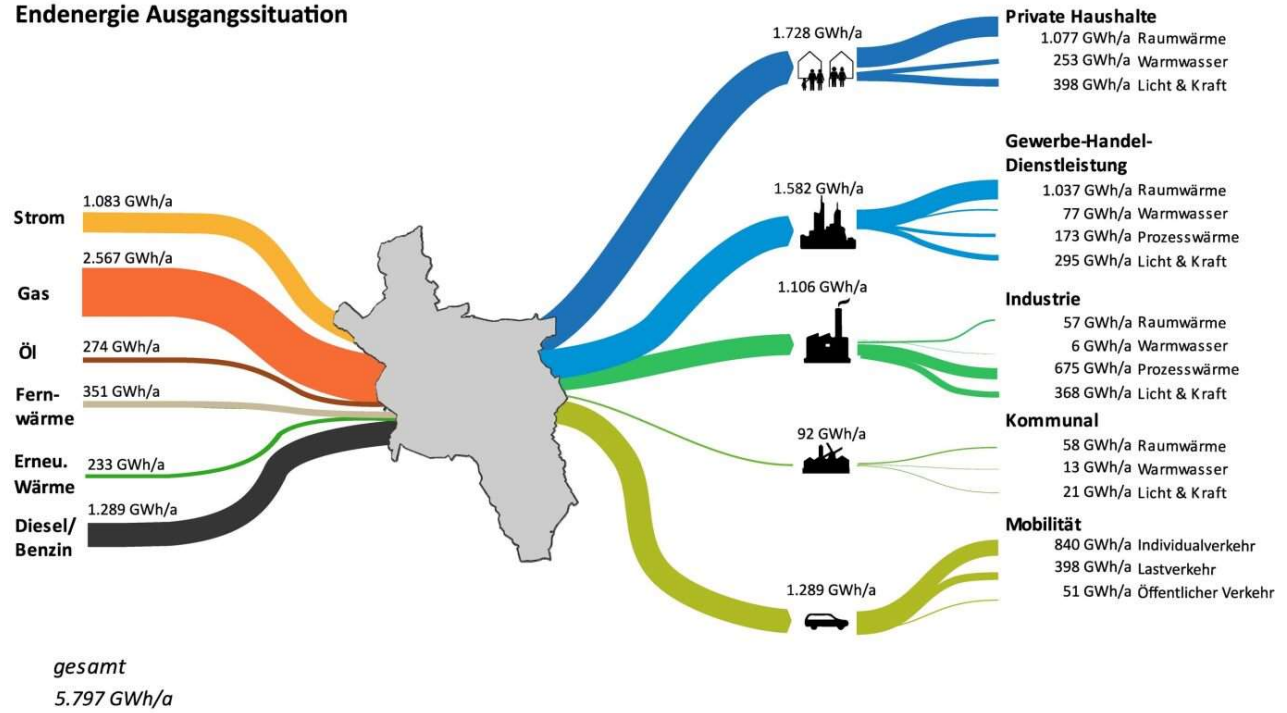 Endenergie Ausgangssituation
Strom
1.083 GWh/a
Gas
2.567 GWh/a
Öl
274 GWh/a
Fern-
wärme
351 GWh/a
Erneu.
Wärme
233 GWh/a
Diesel/
Benzin
1.289 GWh/a
gesamt
5.797 GWh/a
1.728 GWh/a
Private Haushalte
1.077 GWh/a Raumwärme
253 GWh/a Warmwasser
398 GWh/a Licht & Kraft
1.582 GWh/a
Gewerbe-Handel-
Dienstleistung
1.037 GWh/a Raumwärme
77 GWh/a Warmwasser
173 GWh/a Prozesswärme
295 GWh/a Licht & Kraft
1.106 GWh/a
Industrie
57 GWh/a Raumwärme
6 GWh/a Warmwasser
675 GWh/a Prozesswärme
368 GWh/a Licht & Kraft
92 GWh/a
Kommunal
58 GWh/a Raumwärme
13 GWh/a Warmwasser
21 GWh/a Licht & Kraft
1.289 GWh/a
Mobilität
840 GWh/a Individualverkehr
398 GWh/a Lastverkehr
51 GWh/a Öffentlicher Verkehr